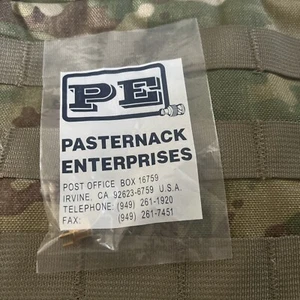 PE
PASTERNACK
ENTERPRISES
POST OFFICE BOX 16759
IRVINE, CA 92623-6759 U.S.A.
TELEPHONE: (949) 261-1920
FAX: (949) 261-7451